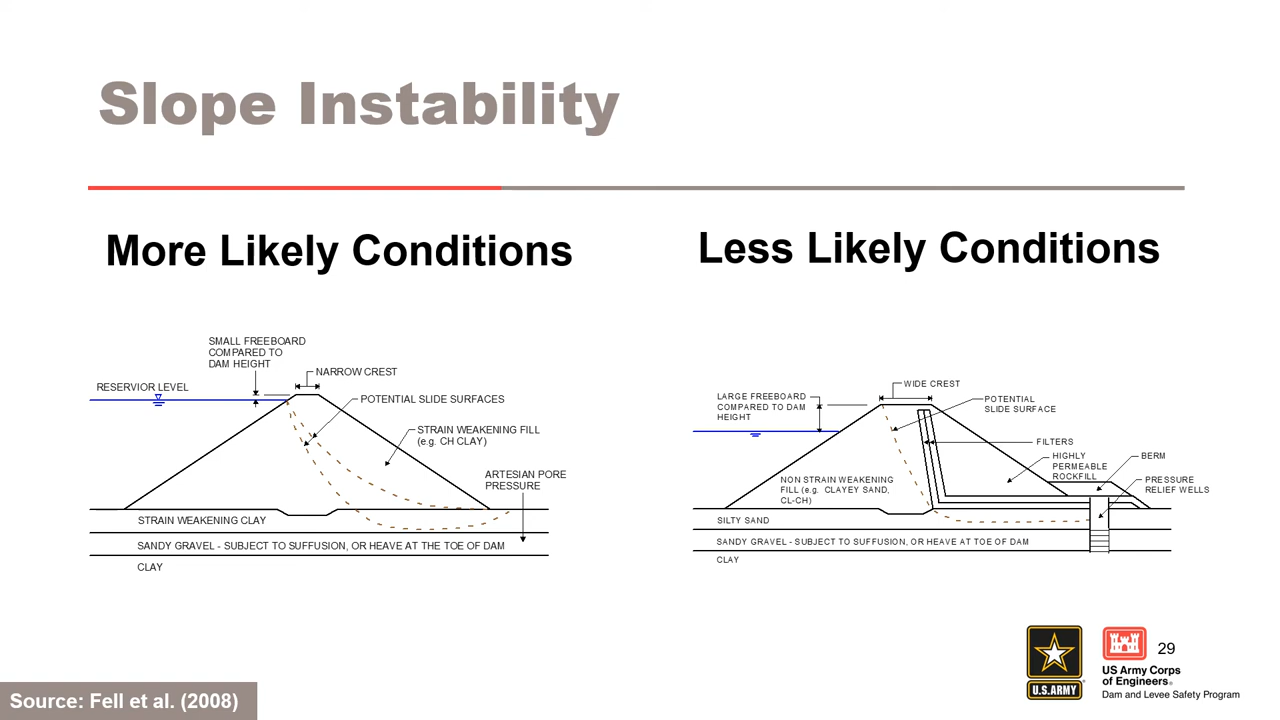 Slope Instability
More Likely Conditions
SMALL FREEBOARD
COMPARED TO
DAM HEIGHT
NARROW CREST
RESERVIOR LEVEL
POTENTIAL SLIDE SURFACES
STRAIN WEAKENING FILL
(e.g. CH CLAY)
ARTESIAN PORE
PRESSURE
STRAIN WEAKENING CLAY
SANDY GRAVEL - SUBJECT TO SUFFUSION, OR HEAVE AT THE TOE OF DAM
CLAY
Less Likely Conditions
WIDE CREST
LARGE FREEBOARD
COMPARED TO DAM
HEIGHT
POTENTIAL
SLIDE SURFACE
FILTERS
HIGHLY
PERMEABLE
ROCKFILL
BERM
PRESSURE
RELIEF WELLS
NON STRAIN WEAKENING
FILL (e.g. CLAYEY SAND,
CL-CH)
SILTY SAND
SANDY GRAVEL - SUBJECT TO SUFFUSION, OR HEAVE AT TOE OF DAM
CLAY
U.S.ARMY
US Army Corps
of Engineers®
Dam and Levee Safety Program
29
Source: Fell et al. (2008)